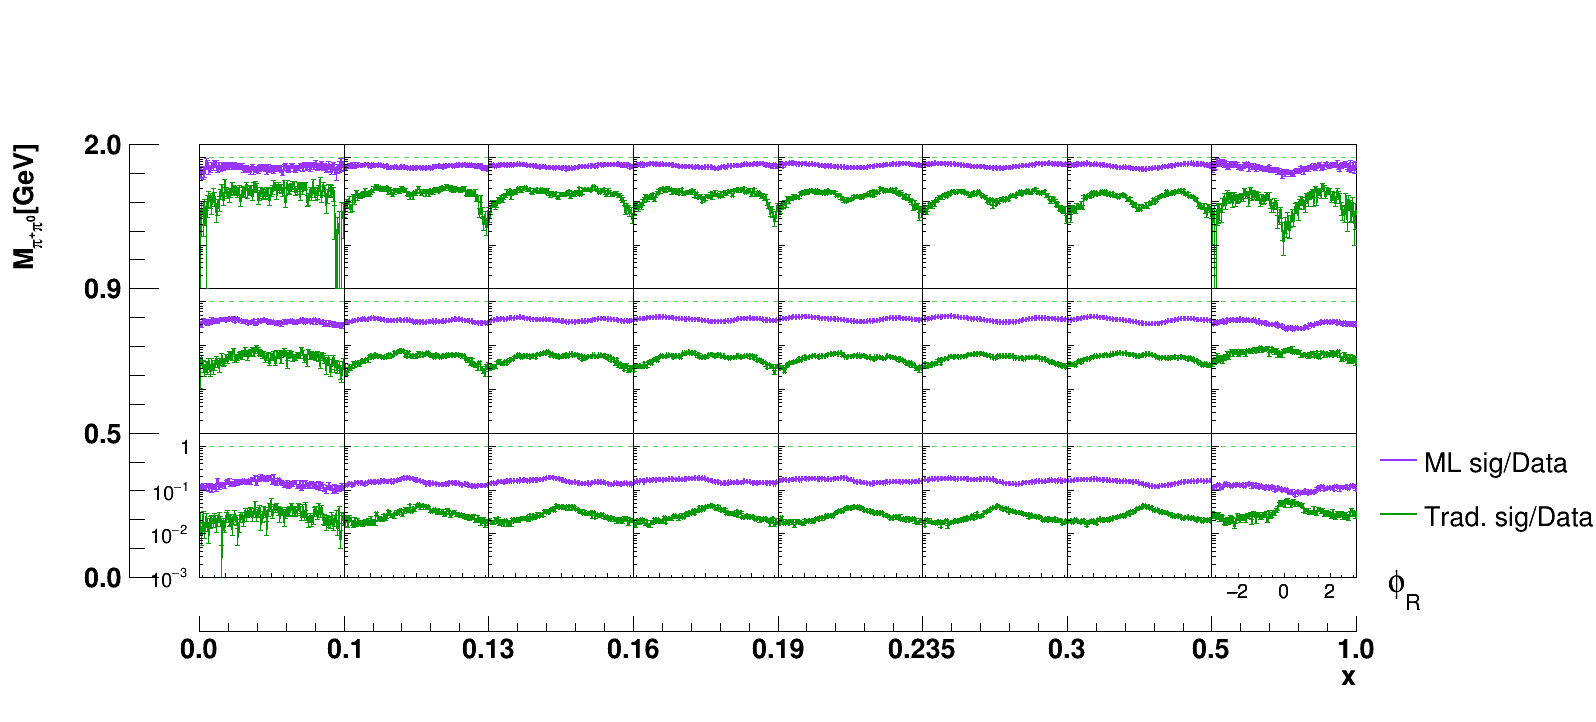 M_{π⁺π⁰}[GeV]
2.0
0.9
0.5
0.0
1
10⁻¹
10⁻²
10⁻³
ML sig/Data
Trad. sig/Data
−2 0 2
ϕ_R
0.0 0.1 0.13 0.16 0.19 0.235 0.3 0.5 1.0
x